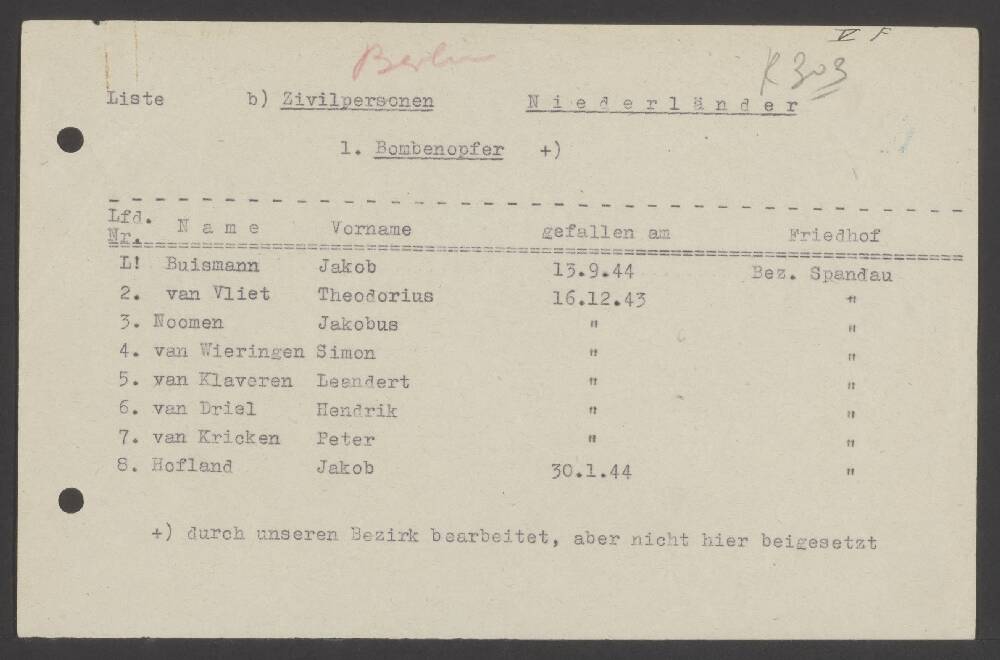 V F
Berlin
K 303
Liste b) Zivilpersonen Niederländer
1. Bombenopfer +)
Lfd. Nr. Name Vorname gefallen am Friedhof
L! Buismann Jakob 13.9.44 Bez. Spandau
2. van Vliet Theodorius 16.12.43 "
3. Noomen Jakobus " "
4. van Wieringen Simon " "
5. van Klaveren Leendert " "
6. van Driel Hendrik " "
7. van Kricken Peter " "
8. Hofland Jakob 30.1.44 "
+) durch unseren Bezirk bearbeitet, aber nicht hier beigesetzt